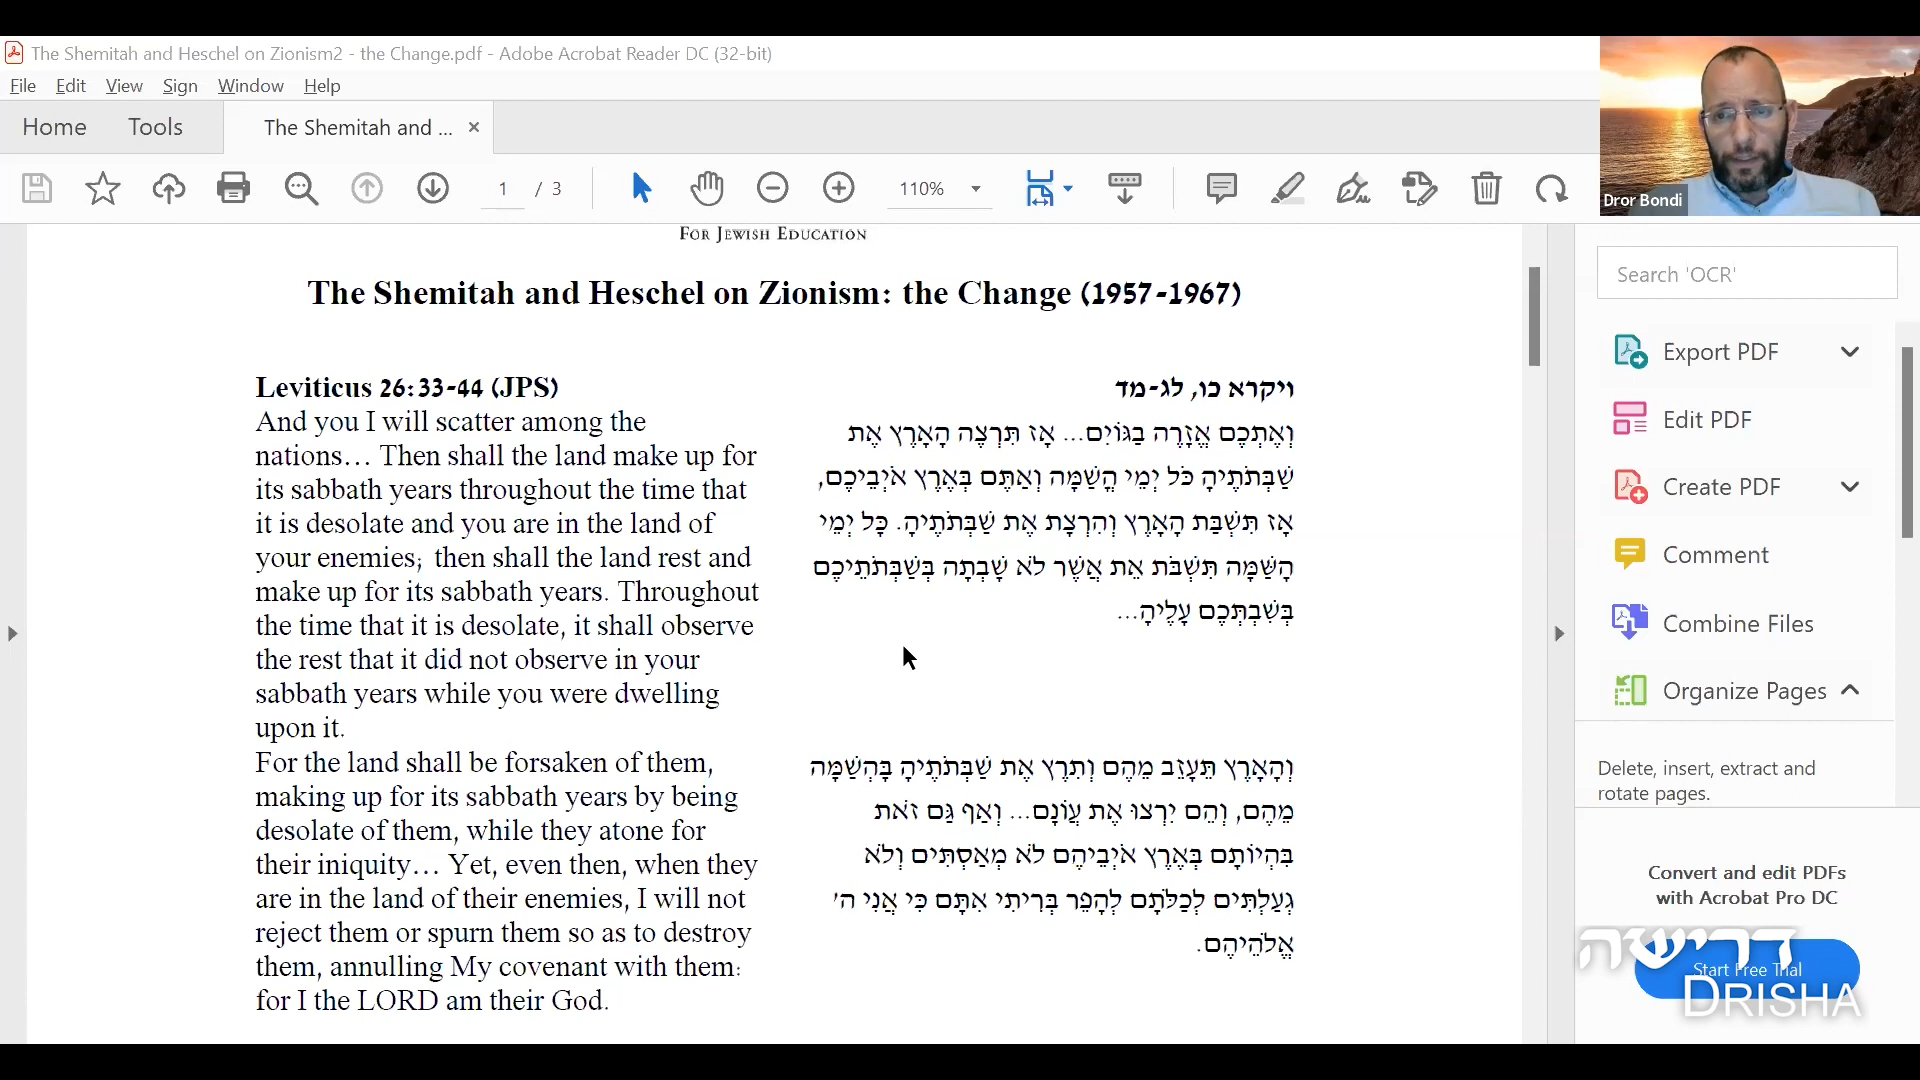 The Shemitah and Heschel on Zionism2 - the Change.pdf - Adobe Acrobat Reader DC (32-bit)
File Edit View Sign Window Help
Home Tools The Shemitah and ... ×
1 / 3 110%
Dror Bondi
FOR JEWISH EDUCATION
The Shemitah and Heschel on Zionism: the Change (1957-1967)
Leviticus 26:33-44 (JPS)
And you I will scatter among the
nations… Then shall the land make up for
its sabbath years throughout the time that
it is desolate and you are in the land of
your enemies; then shall the land rest and
make up for its sabbath years. Throughout
the time that it is desolate, it shall observe
the rest that it did not observe in your
sabbath years while you were dwelling
upon it.
For the land shall be forsaken of them,
making up for its sabbath years by being
desolate of them, while they atone for
their iniquity… Yet, even then, when they
are in the land of their enemies, I will not
reject them or spurn them so as to destroy
them, annulling My covenant with them:
for I the LORD am their God.
ויקרא כו, לג-מד
וְאֶתְכֶם אֱזָרֶה בַגּוֹיִם... אָז תִּרְצֶה הָאָרֶץ אֶת
שַׁבְּתֹתֶיהָ כֹּל יְמֵי הֳשַׁמָּה וְאַתֶּם בְּאֶרֶץ אֹיְבֵיכֶם,
אָז תִּשְׁבַּת הָאָרֶץ וְהִרְצָת אֶת שַׁבְּתֹתֶיהָ. כָּל יְמֵי
הָשַּׁמָּה תִּשְׁבֹּת אֵת אֲשֶׁר לֹא שָׁבְתָה בְּשַׁבְּתֹתֵיכֶם
בְּשִׁבְתְּכֶם עָלֶיהָ...
וְהָאָרֶץ תֵּעָזֵב מֵהֶם וְתִרֶץ אֶת שַׁבְּתֹתֶיהָ בָּהְשַׁמָּה
מֵהֶם, וְהֵם יִרְצוּ אֶת עֲוֹנָם... וְאַף גַּם זֹאת
בִּהְיוֹתָם בְּאֶרֶץ אֹיְבֵיהֶם לֹא מְאַסְתִּים וְלֹא
גְעַלְתִּים לְכַלֹּתָם לְהָפֵר בְּרִיתִי אִתָּם כִּי אֲנִי ה'
אֱלֹהֵיהֶם.
Search 'OCR'
Export PDF
Edit PDF
Create PDF
Comment
Combine Files
Organize Pages
Delete, insert, extract and
rotate pages.
Convert and edit PDFs
with Acrobat Pro DC
Start Free Trial
דרישה
DRISHA